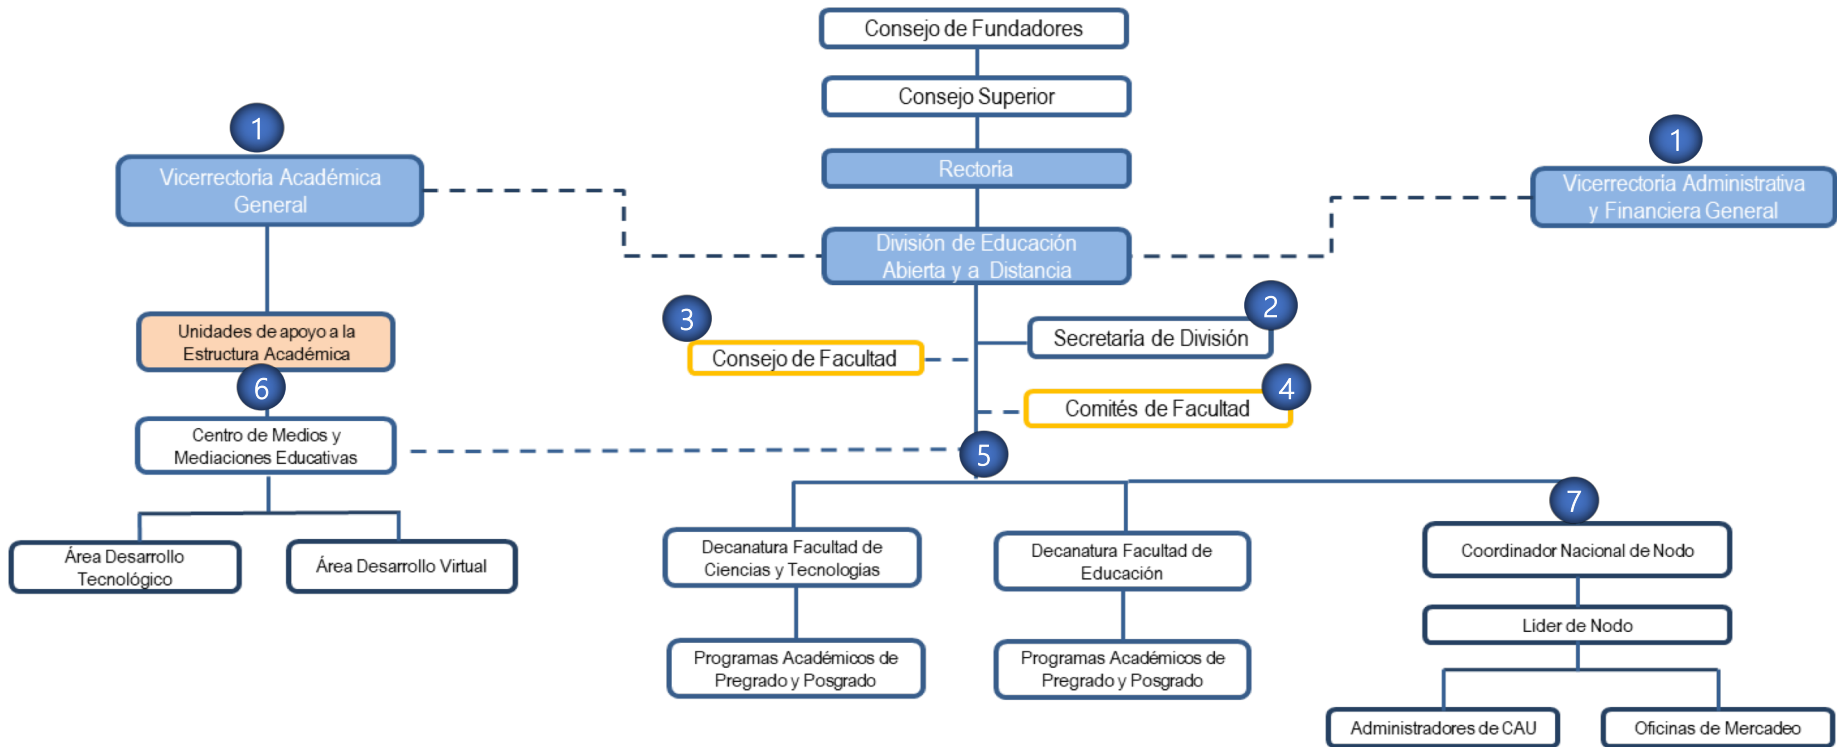 Consejo de Fundadores
Consejo Superior
1
1
Vicerrectoría Académica
General
Rectoría
Vicerrectoría Administrativa
y Financiera General
División de Educación
Abierta y a Distancia
3
2
Unidades de apoyo a la
Estructura Académica
Consejo de Facultad
Secretaría de División
6
4
Comités de Facultad
Centro de Medios y
Mediaciones Educativas
5
7
Área Desarrollo
Tecnológico
Área Desarrollo Virtual
Decanatura Facultad de
Ciencias y Tecnologias
Decanatura Facultad de
Educación
Coordinador Nacional de Nodo
Lider de Nodo
Programas Académicos de
Pregrado y Posgrado
Programas Académicos de
Pregrado y Posgrado
Administradores de CAU
Oficinas de Mercadeo